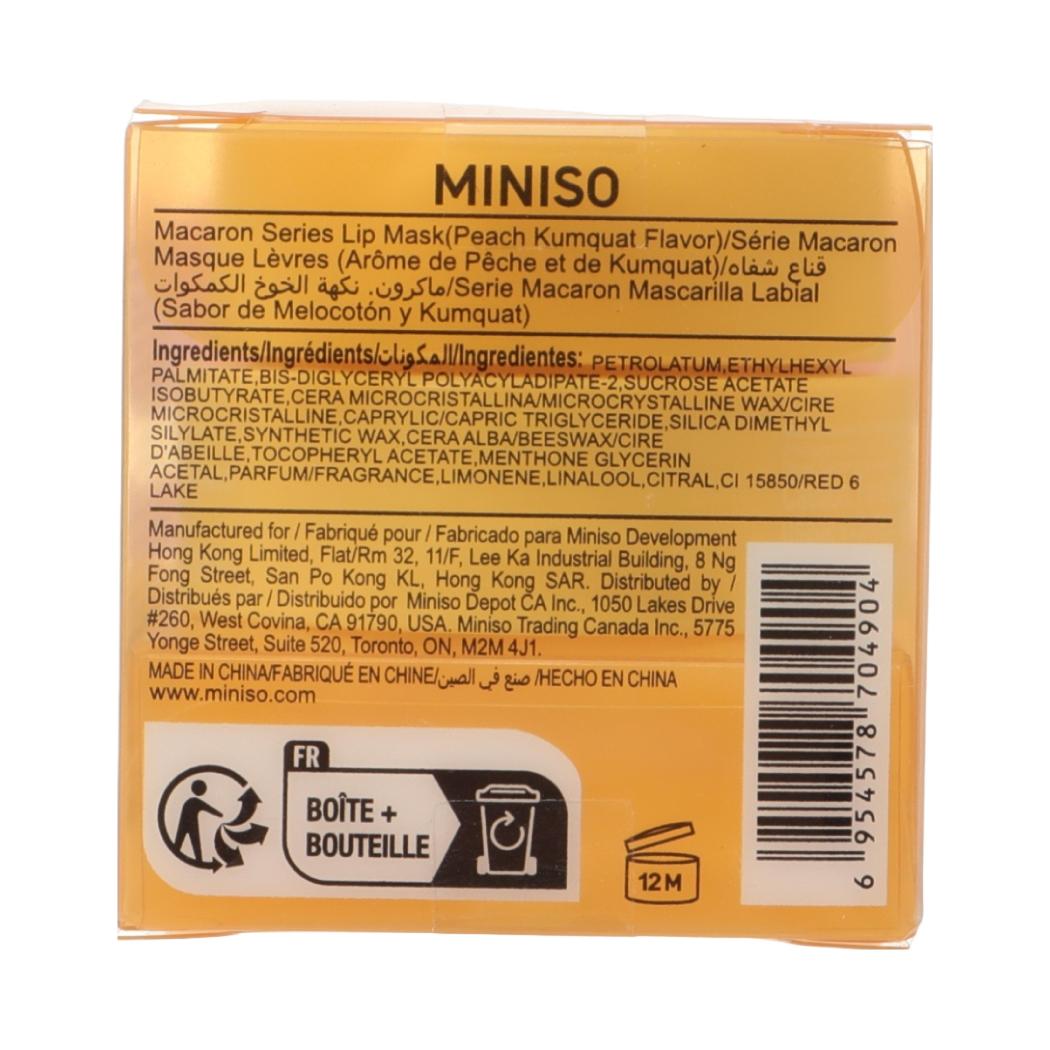 MINISO
Macaron Series Lip Mask(Peach Kumquat Flavor)/Série Macaron
Masque Lèvres (Arôme de Pêche et de Kumquat)/قناع شفاه
ماكرون. نكهة الخوخ الكمكوات/Serie Macaron Mascarilla Labial
(Sabor de Melocotón y Kumquat)
Ingredients/Ingrédients/المكونات/Ingredientes: PETROLATUM,ETHYLHEXYL
PALMITATE,BIS-DIGLYCERYL POLYACYLADIPATE-2,SUCROSE ACETATE
ISOBUTYRATE,CERA MICROCRISTALLINA/MICROCRYSTALLINE WAX/CIRE
MICROCRISTALLINE,CAPRYLIC/CAPRIC TRIGLYCERIDE,SILICA DIMETHYL
SILYLATE,SYNTHETIC WAX,CERA ALBA/BEESWAX/CIRE
D'ABEILLE,TOCOPHERYL ACETATE,MENTHONE GLYCERIN
ACETAL,PARFUM/FRAGRANCE,LIMONENE,LINALOOL,CITRAL,CI 15850/RED 6
LAKE
Manufactured for / Fabriqué pour / Fabricado para Miniso Development
Hong Kong Limited, Flat/Rm 32, 11/F, Lee Ka Industrial Building, 8 Ng
Fong Street, San Po Kong KL, Hong Kong SAR. Distributed by /
Distribués par / Distribuido por Miniso Depot CA Inc., 1050 Lakes Drive
#260, West Covina, CA 91790, USA. Miniso Trading Canada Inc., 5775
Yonge Street, Suite 520, Toronto, ON, M2M 4J1.
MADE IN CHINA/FABRIQUÉ EN CHINE/صنع في الصين /HECHO EN CHINA
www.miniso.com
FR
BOÎTE +
BOUTEILLE
12M
6 954578 704904